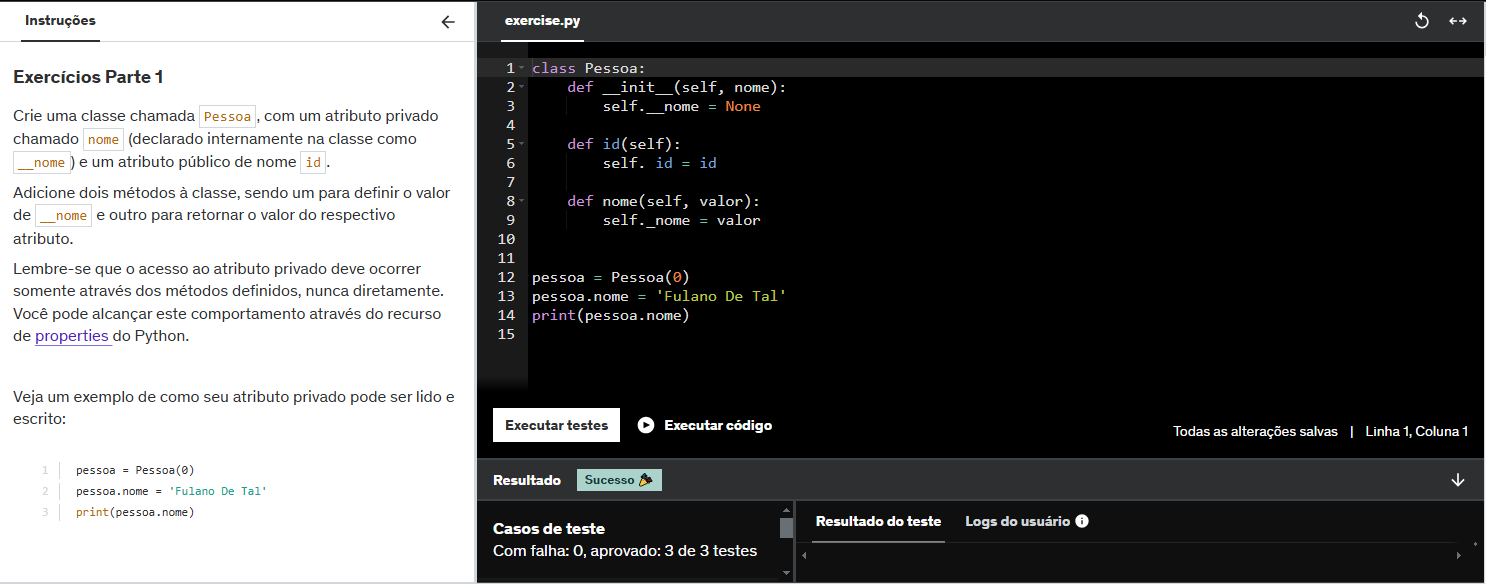 Instruções
Exercícios Parte 1
Crie uma classe chamada Pessoa, com um atributo privado
chamado nome (declarado internamente na classe como
__nome) e um atributo público de nome id.
Adicione dois métodos à classe, sendo um para definir o valor
de __nome e outro para retornar o valor do respectivo
atributo.
Lembre-se que o acesso ao atributo privado deve ocorrer
somente através dos métodos definidos, nunca diretamente.
Você pode alcançar este comportamento através do recurso
de properties do Python.
Veja um exemplo de como seu atributo privado pode ser lido e
escrito:
1 pessoa = Pessoa(0)
2 pessoa.nome = 'Fulano De Tal'
3 print(pessoa.nome)
exercise.py
1 class Pessoa:
2     def __init__(self, nome):
3         self.__nome = None
4
5     def id(self):
6         self. id = id
7
8     def nome(self, valor):
9         self._nome = valor
10
11
12 pessoa = Pessoa(0)
13 pessoa.nome = 'Fulano De Tal'
14 print(pessoa.nome)
15
Executar testes
Executar código
Todas as alterações salvas | Linha 1, Coluna 1
Resultado
Sucesso
Casos de teste
Com falha: 0, aprovado: 3 de 3 testes
Resultado do teste
Logs do usuário